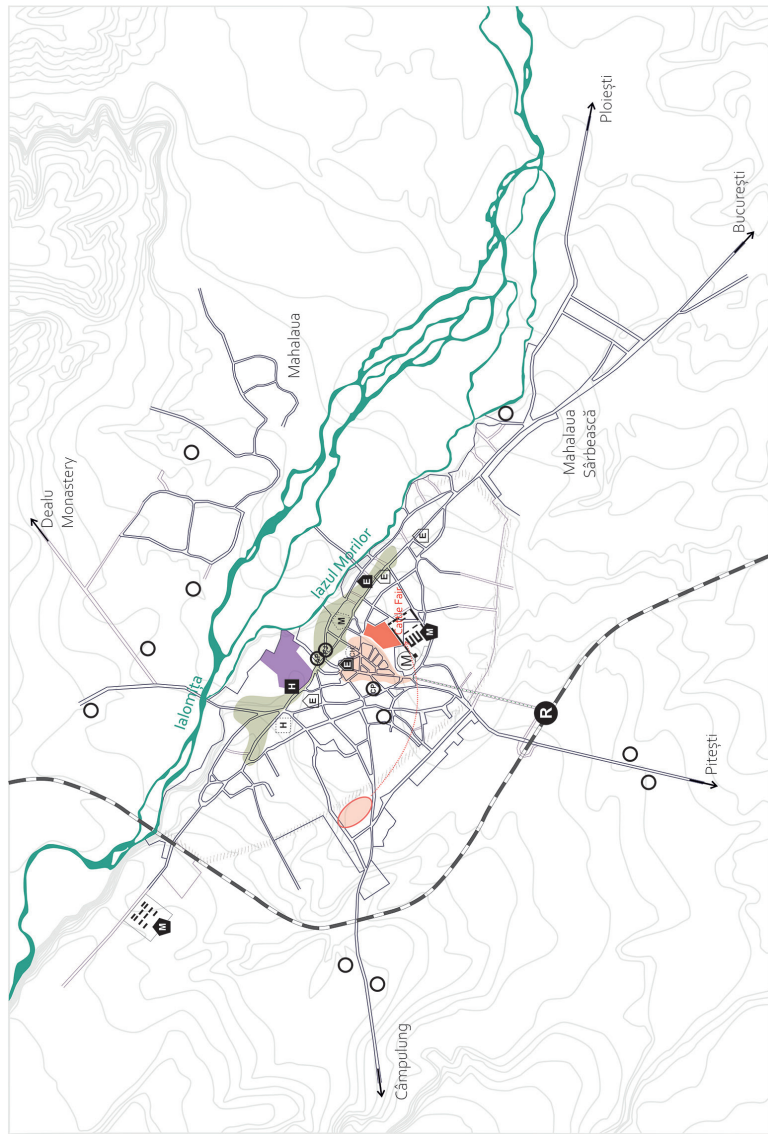 Ploiești
București
Mahalaua
Mahalaua
Sârbească
Dealu
Monastery
Iazul Morilor
Ialomița
E
E
E
M
E
M
M
H
E
H
R
Pitești
M
Câmpulung